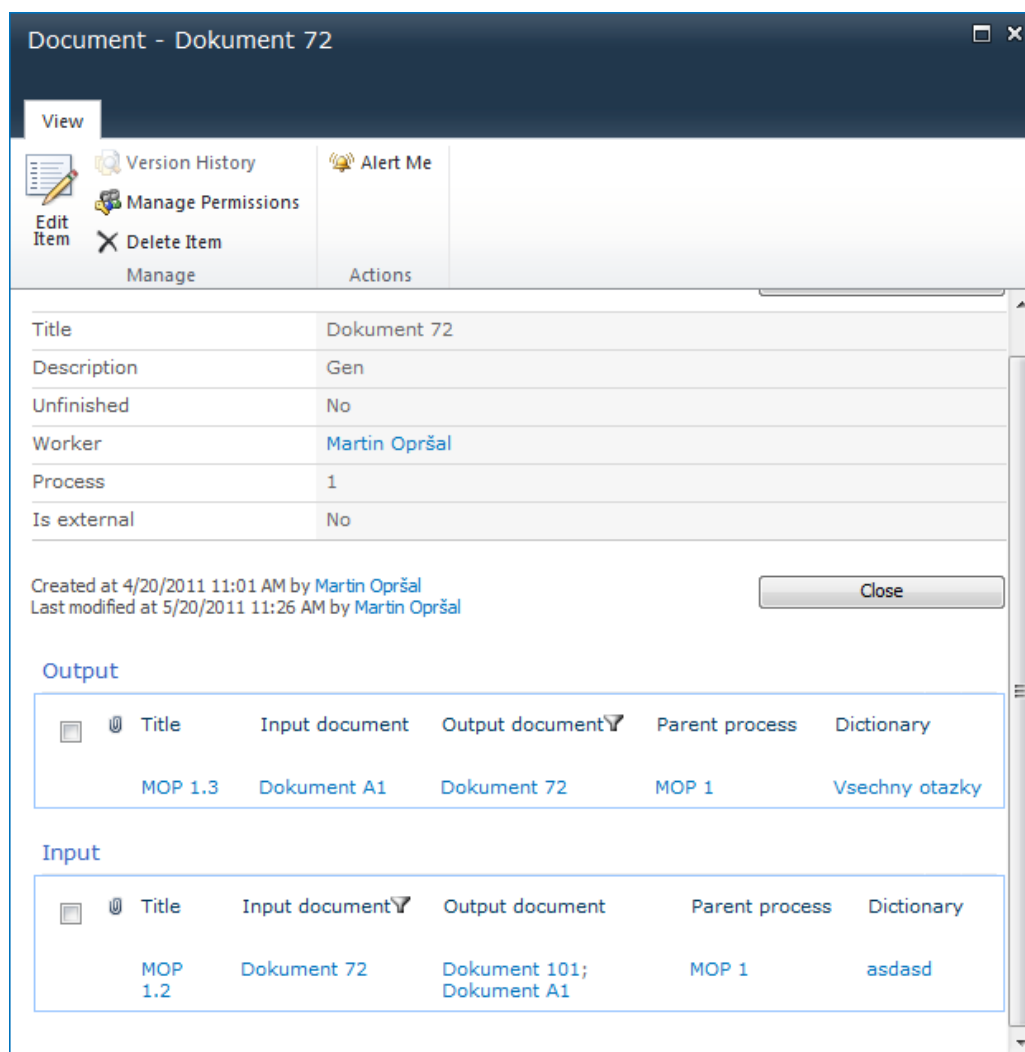 Document - Dokument 72
View
Edit Item
Version History
Manage Permissions
Delete Item
Manage
Alert Me
Actions
Title Dokument 72
Description Gen
Unfinished No
Worker Martin Opršal
Process 1
Is external No
Created at 4/20/2011 11:01 AM by Martin Opršal
Last modified at 5/20/2011 11:26 AM by Martin Opršal
Close
Output
Title Input document Output document Parent process Dictionary
MOP 1.3 Dokument A1 Dokument 72 MOP 1 Vsechny otazky
Input
Title Input document Output document Parent process Dictionary
MOP 1.2 Dokument 72 Dokument 101; Dokument A1 MOP 1 asdasd